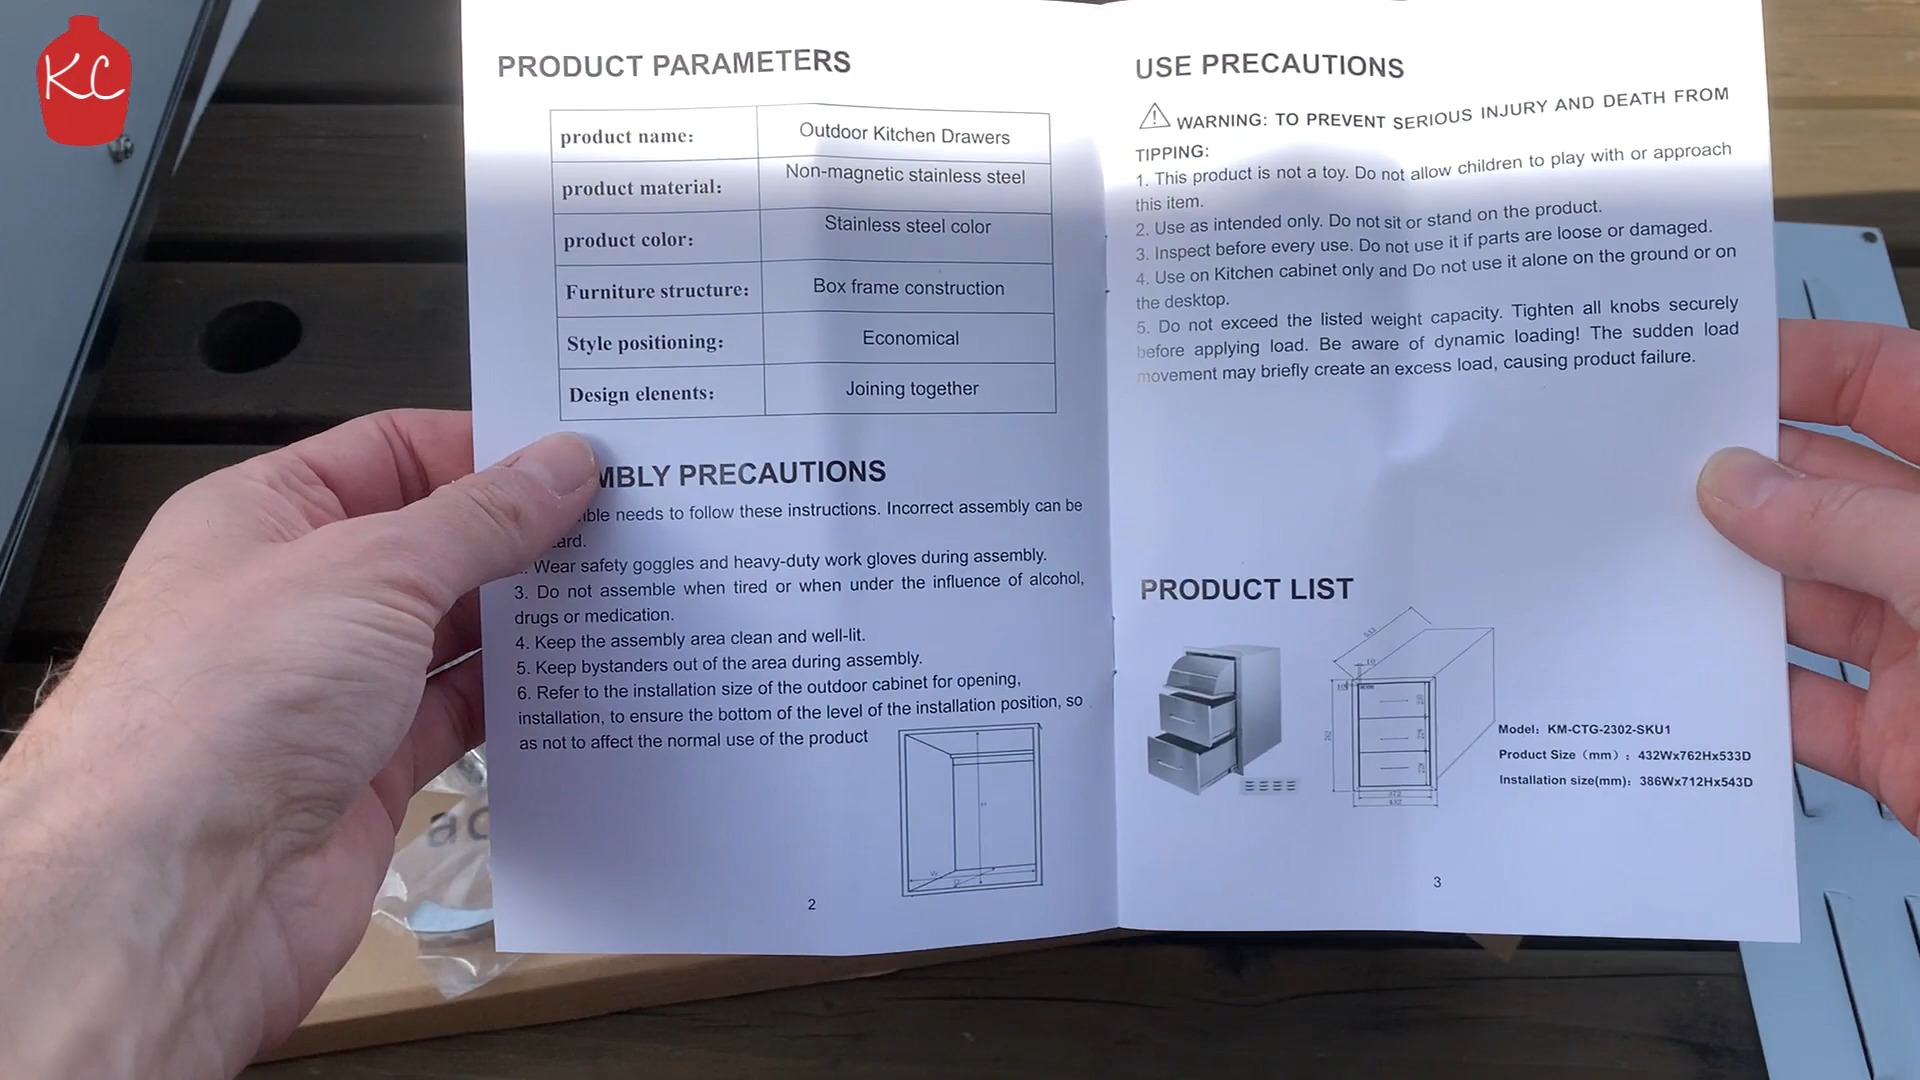 KC
PRODUCT PARAMETERS
product name: Outdoor Kitchen Drawers
product material: Non-magnetic stainless steel
product color: Stainless steel color
Furniture structure: Box frame construction
Style positioning: Economical
Design elenents: Joining together
MBLY PRECAUTIONS
needs to follow these instructions. Incorrect assembly can be
Wear safety goggles and heavy-duty work gloves during assembly.
3. Do not assemble when tired or when under the influence of alcohol,
drugs or medication.
4. Keep the assembly area clean and well-lit.
5. Keep bystanders out of the area during assembly.
6. Refer to the installation size of the outdoor cabinet for opening,
installation, to ensure the bottom of the level of the installation position, so
as not to affect the normal use of the product
2
USE PRECAUTIONS
WARNING: TO PREVENT SERIOUS INJURY AND DEATH FROM
TIPPING:
1. This product is not a toy. Do not allow children to play with or approach
this item.
2. Use as intended only. Do not sit or stand on the product.
3. Inspect before every use. Do not use it if parts are loose or damaged.
4. Use on Kitchen cabinet only and Do not use it alone on the ground or on
the desktop.
5. Do not exceed the listed weight capacity. Tighten all knobs securely
before applying load. Be aware of dynamic loading! The sudden load
movement may briefly create an excess load, causing product failure.
PRODUCT LIST
Model: KM-CTG-2302-SKU1
Product Size (mm) : 432Wx762Hx533D
Installation size(mm): 386Wx712Hx543D
432
3